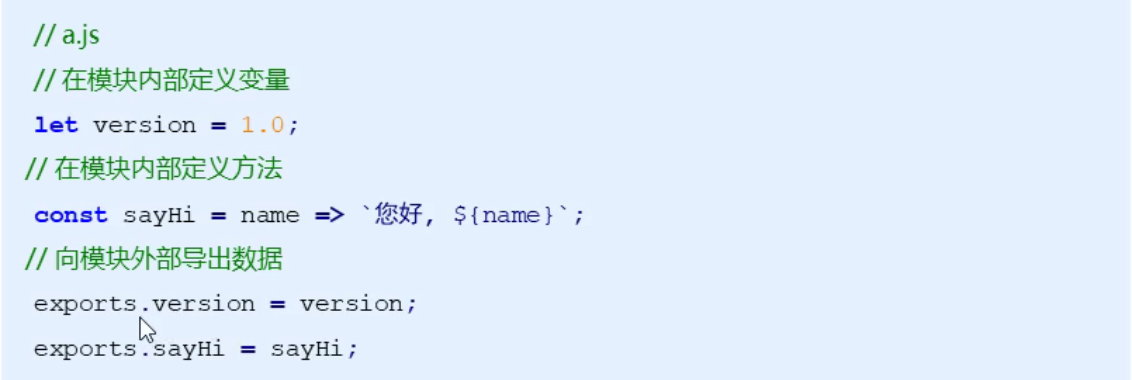 // a.js
// 在模块内部定义变量
let version = 1.0;
// 在模块内部定义方法
const sayHi = name => `您好, ${name}`;
// 向模块外部导出数据
exports.version = version;
exports.sayHi = sayHi;